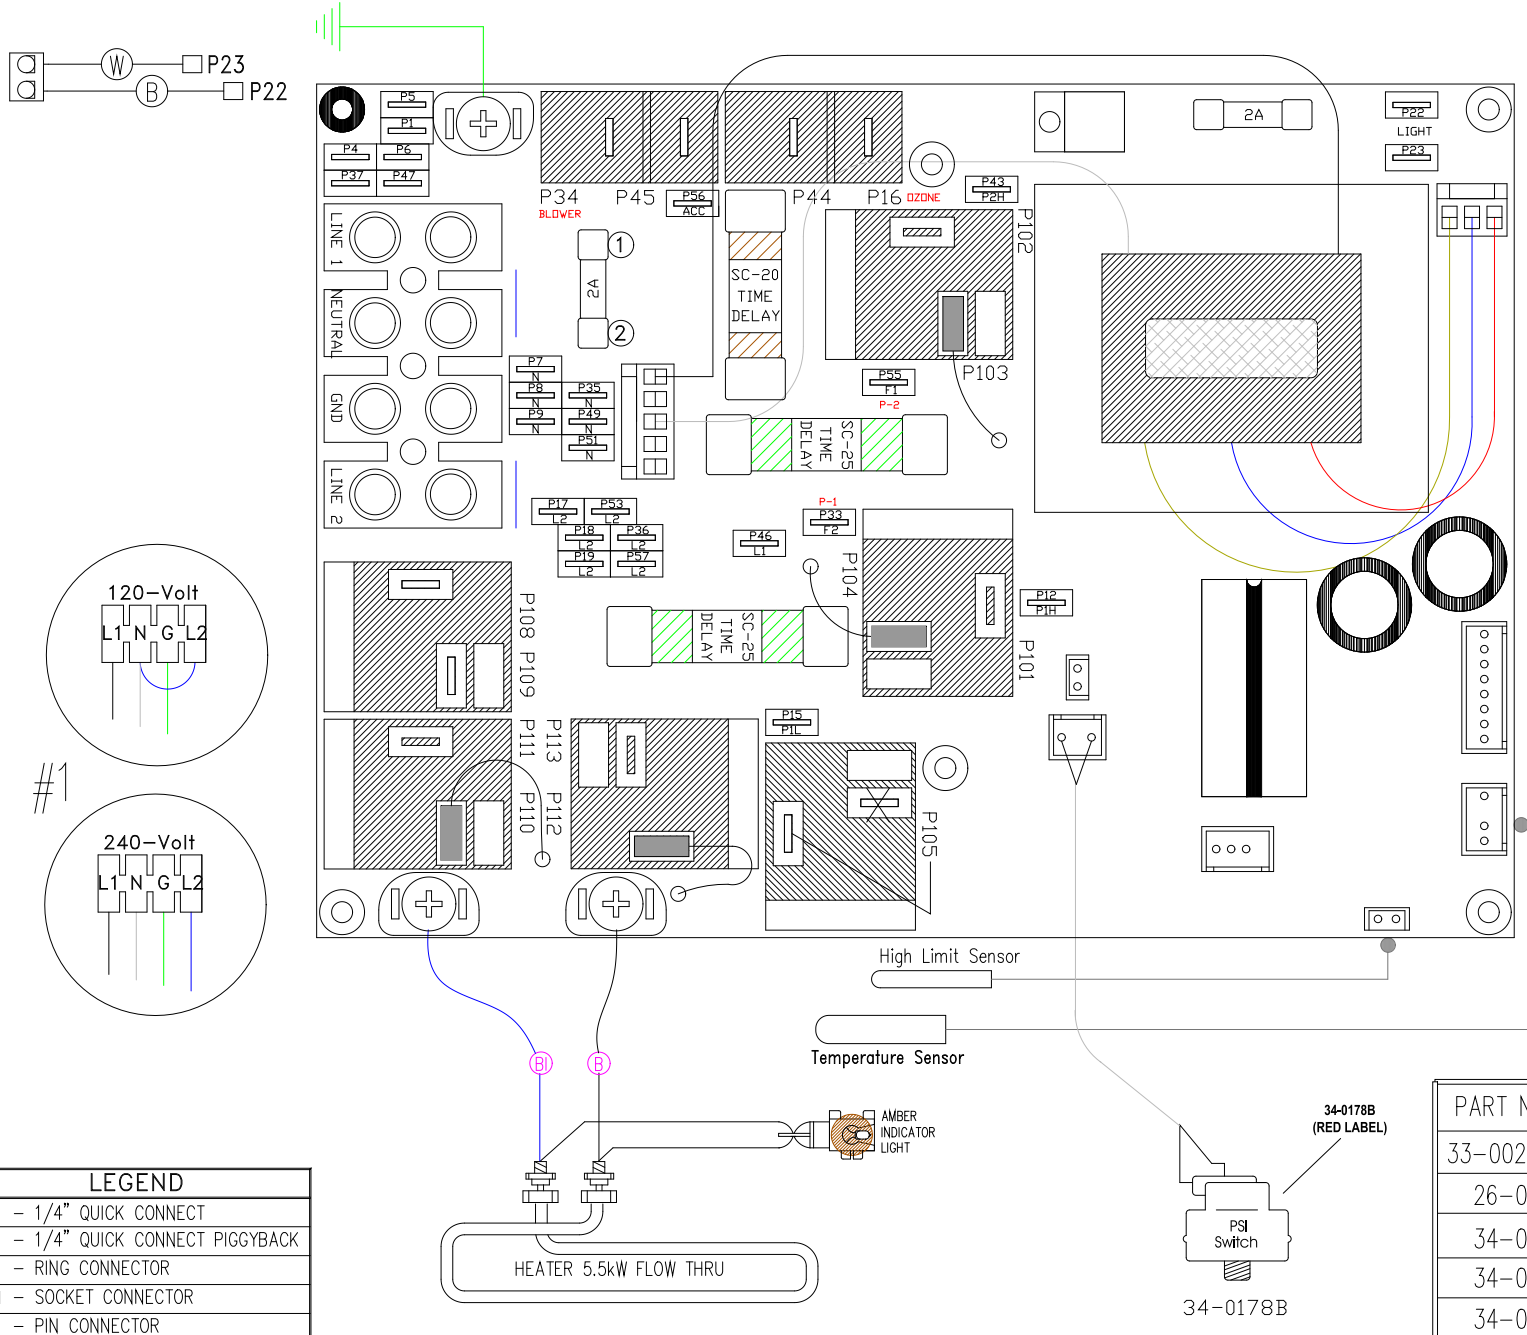 W
P23
B
P22
P5
P1
P4
P6
P37
P47
P34
BLOWER
P45
P56
ACC
P44
P16
OZONE
P43
P2H
P102
2A
P22
LIGHT
P23
LINE 1
NEUTRAL
GND
LINE 2
1
2A
2
SC-20
TIME
DELAY
P103
P7
N
P8
N
P9
N
P35
N
P49
N
P51
N
P55
F1
P-2
SC-25
TIME
DELAY
P17
L2
P53
L2
P18
L2
P36
L2
P19
L2
P57
L2
P46
L1
P-1
P33
F2
P104
P12
P1H
P101
120-Volt
L1 N G L2
#1
240-Volt
L1 N G L2
P108
P109
SC-25
TIME
DELAY
P111
P110
P113
P112
P15
P1L
P105
High Limit Sensor
Temperature Sensor
Bl
B
AMBER
INDICATOR
LIGHT
HEATER 5.5kW FLOW THRU
34-0178B
(RED LABEL)
PSI
Switch
34-0178B
LEGEND
- 1/4" QUICK CONNECT
- 1/4" QUICK CONNECT PIGGYBACK
- RING CONNECTOR
- SOCKET CONNECTOR
- PIN CONNECTOR
PART N
33-002
26-0
34-0
34-0
34-0